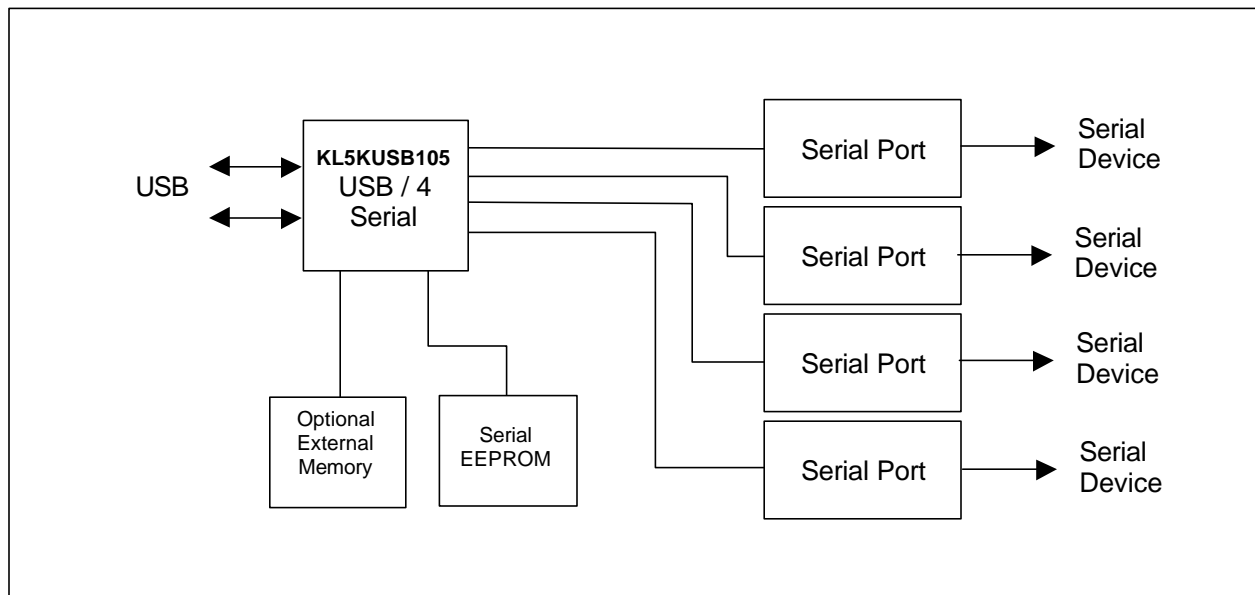 USB
KL5KUSB105
USB / 4
Serial
Serial Port
Serial
Device
Serial Port
Serial
Device
Serial Port
Serial
Device
Serial Port
Serial
Device
Optional
External
Memory
Serial
EEPROM